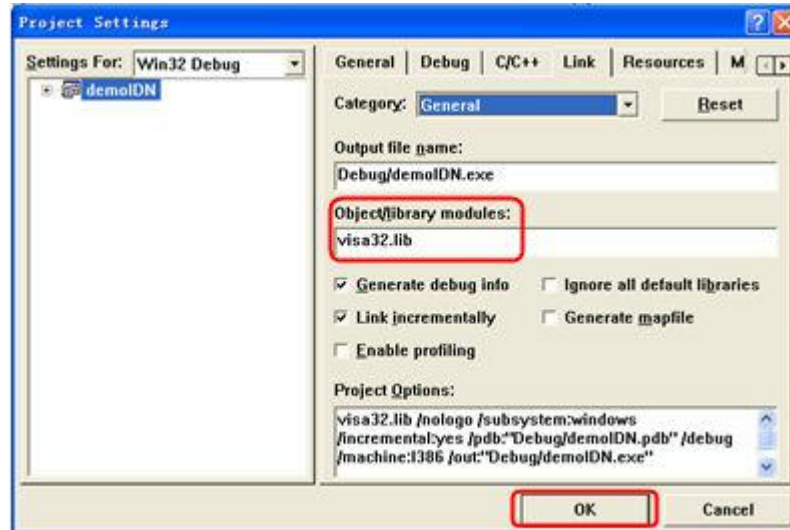 Project Settings
Settings For: Win32 Debug
demoIDN
General Debug C/C++ Link Resources M
Category: General Reset
Output file name:
Debug/demoIDN.exe
Object/library modules:
visa32.lib
Generate debug info Ignore all default libraries
Link incrementally Generate mapfile
Enable profiling
Project Options:
visa32.lib /nologo /subsystem:windows
/incremental:yes /pdb:"Debug/demoIDN.pdb" /debug
/machine:I386 /out:"Debug/demoIDN.exe"
OK Cancel